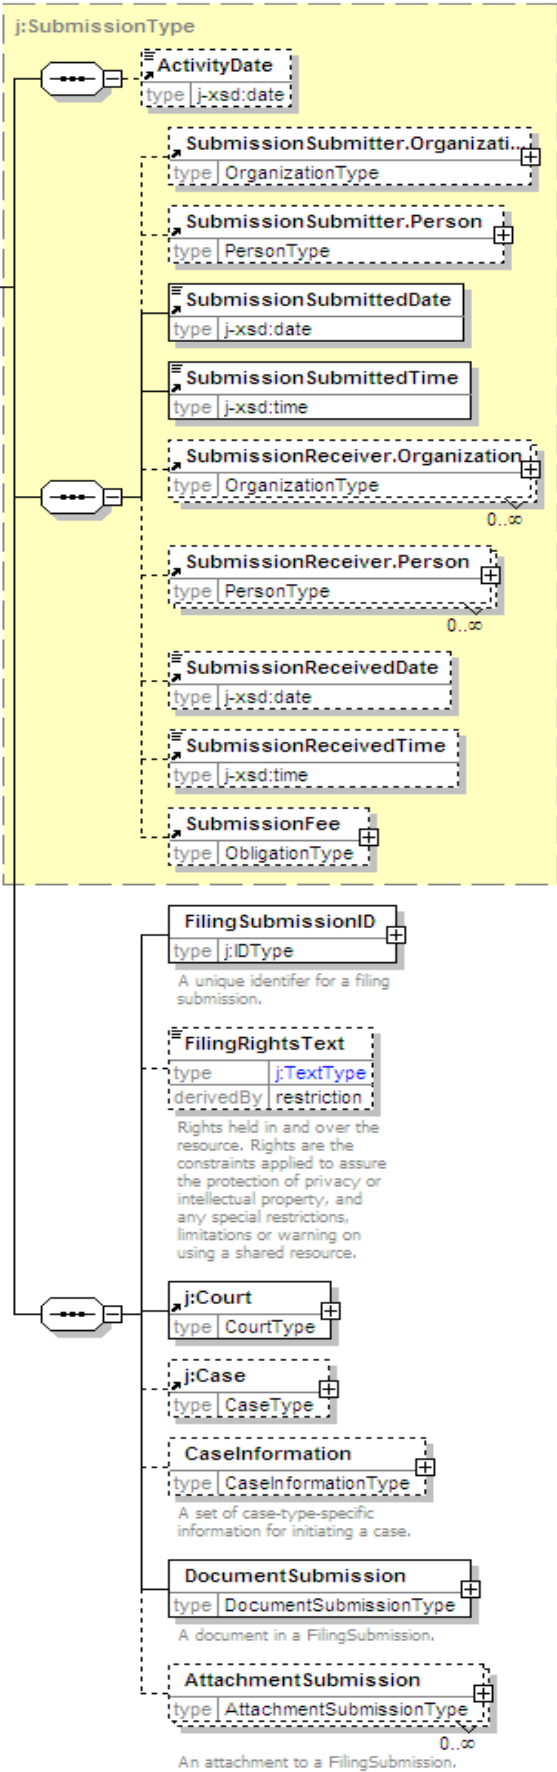 j:SubmissionType
ActivityDate
type j-xsd:date
SubmissionSubmitter.Organizati...
type OrganizationType
SubmissionSubmitter.Person
type PersonType
SubmissionSubmittedDate
type j-xsd:date
SubmissionSubmittedTime
type j-xsd:time
SubmissionReceiver.Organization
type OrganizationType
0..∞
SubmissionReceiver.Person
type PersonType
0..∞
SubmissionReceivedDate
type j-xsd:date
SubmissionReceivedTime
type j-xsd:time
SubmissionFee
type ObligationType
FilingSubmissionID
type j:IDType
A unique identifer for a filing
submission.
FilingRightsText
type j:TextType
derivedBy restriction
Rights held in and over the
resource. Rights are the
constraints applied to assure
the protection of privacy or
intellectual property, and
any special restrictions,
limitations or warning on
using a shared resource.
j:Court
type CourtType
j:Case
type CaseType
CaseInformation
type CaseInformationType
A set of case-type-specific
information for initiating a case.
DocumentSubmission
type DocumentSubmissionType
A document in a FilingSubmission.
AttachmentSubmission
type AttachmentSubmissionType
0..∞
An attachment to a FilingSubmission.